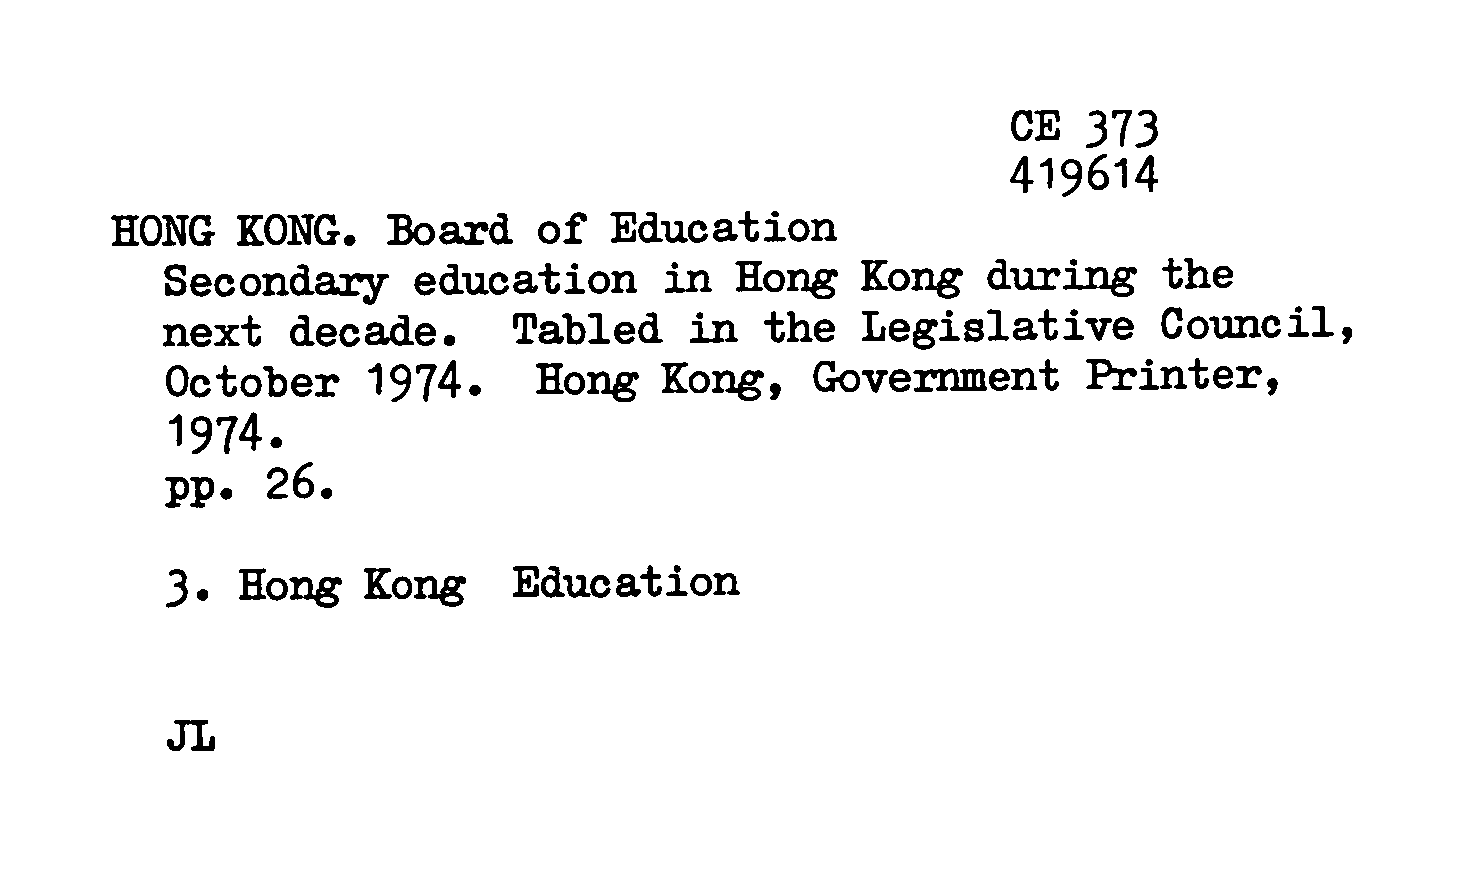 CE 373
419614
HONG KONG. Board of Education
Secondary education in Hong Kong during the
next decade. Tabled in the Legislative Council,
October 1974. Hong Kong, Government Printer,
1974.
pp. 26.
3. Hong Kong Education
JL